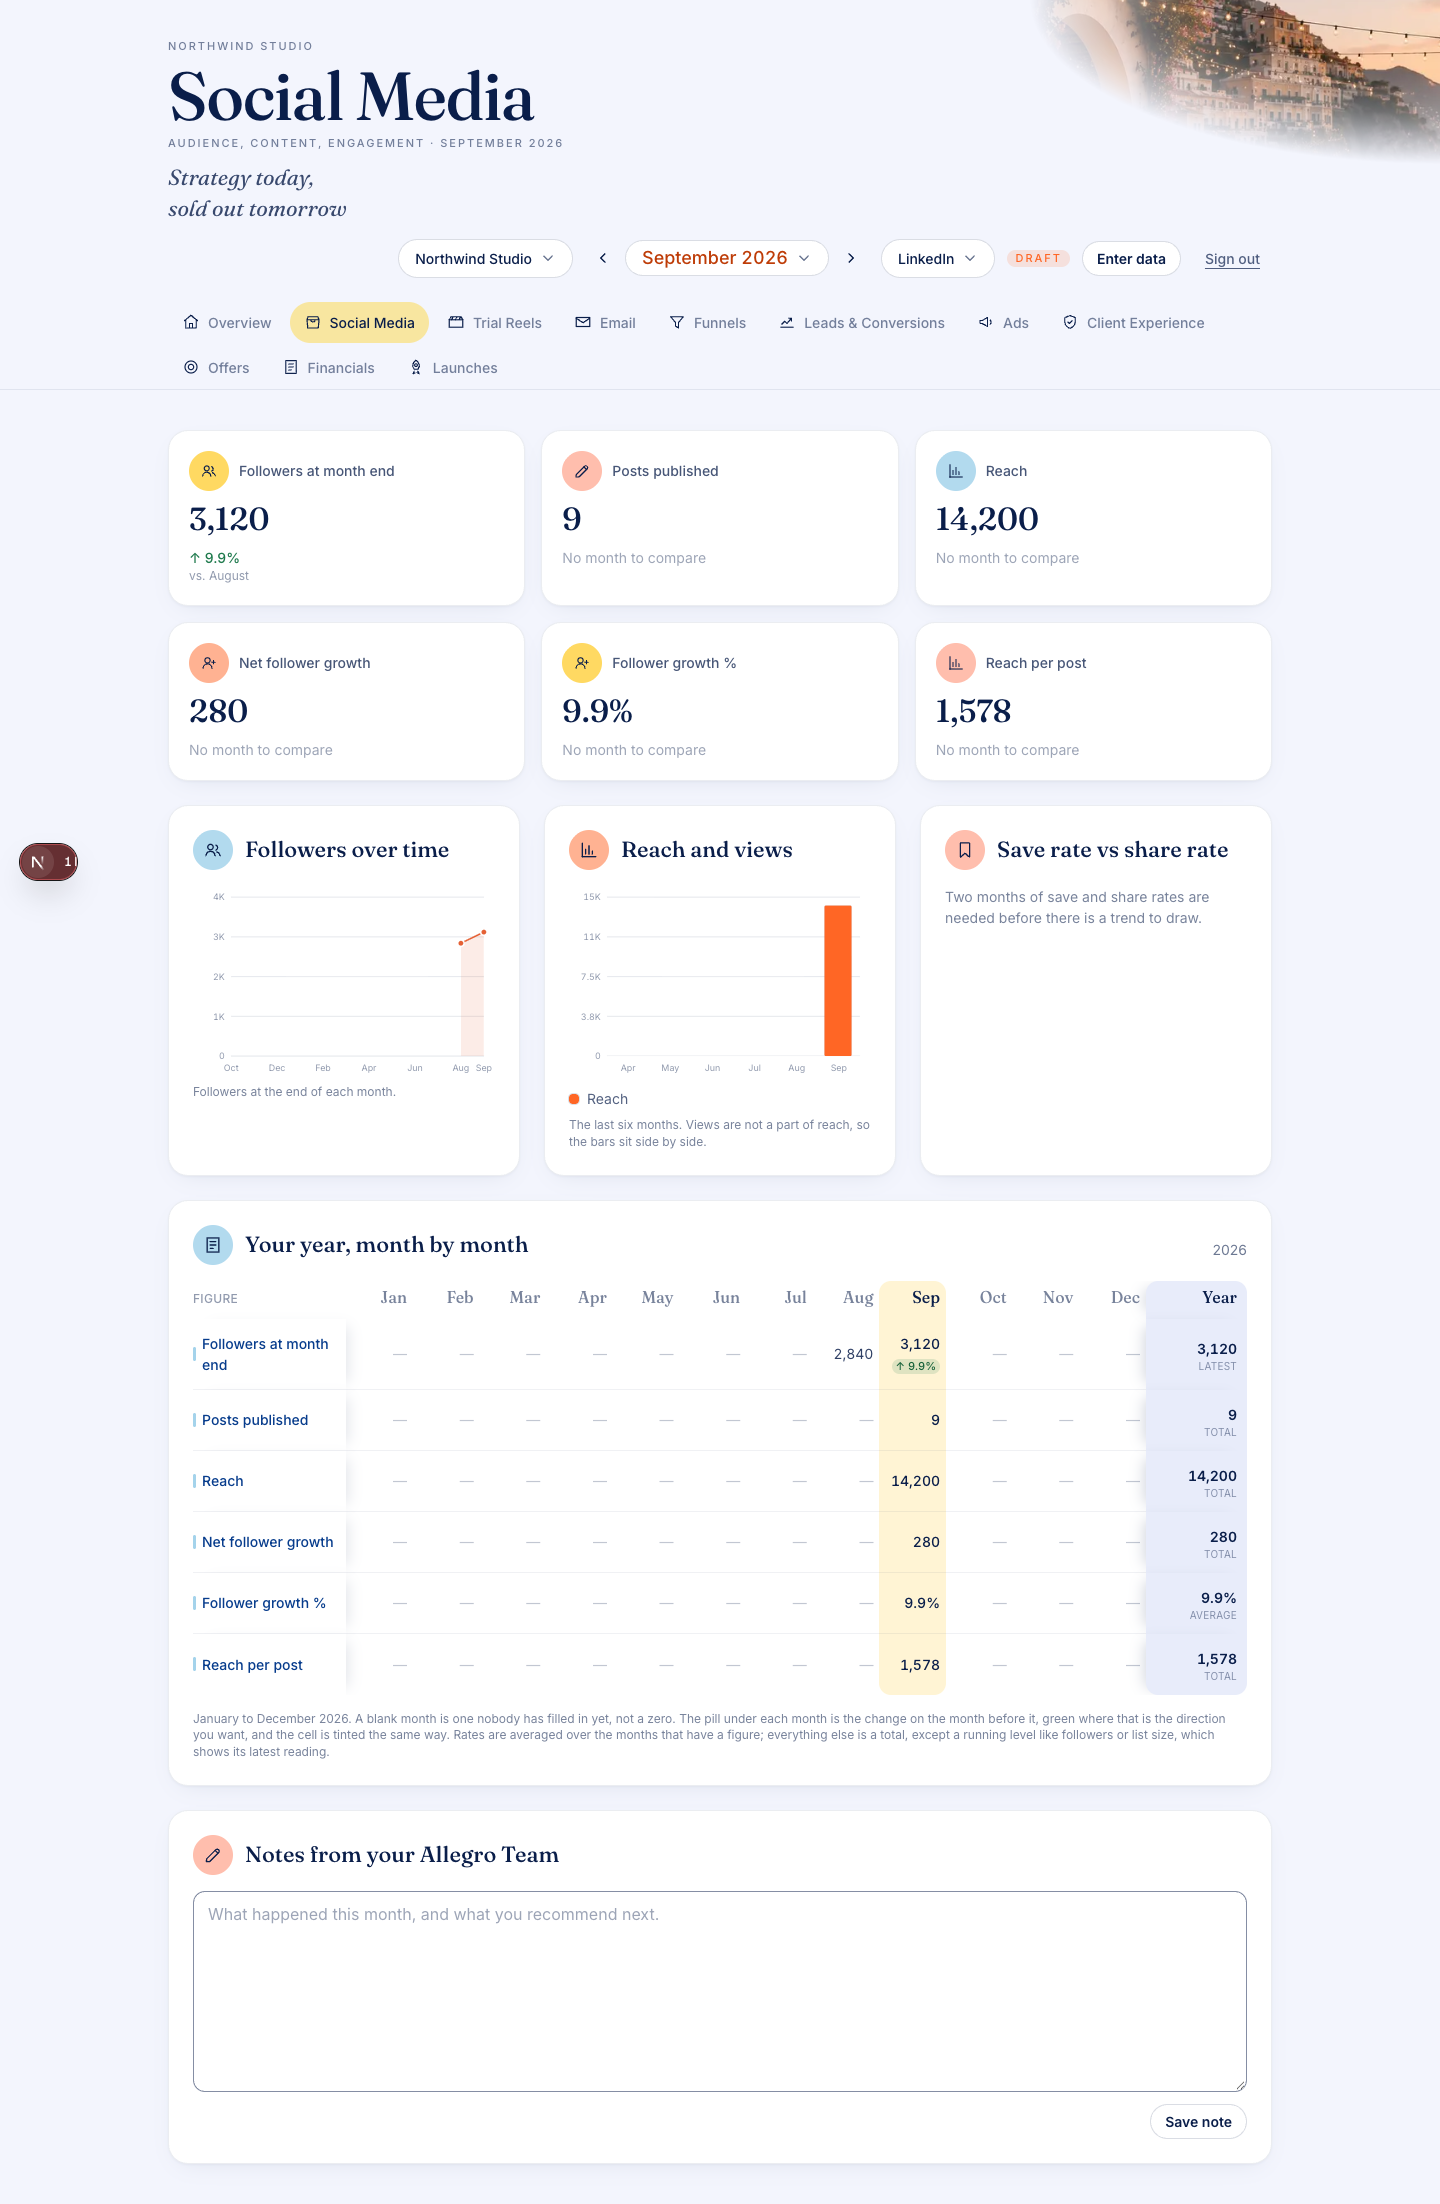 NORTHWIND STUDIO
Social Media
AUDIENCE, CONTENT, ENGAGEMENT · SEPTEMBER 2026
Strategy today,
sold out tomorrow
Northwind Studio
September 2026
LinkedIn
DRAFT
Enter data
Sign out
Overview
Social Media
Trial Reels
Email
Funnels
Leads & Conversions
Ads
Client Experience
Offers
Financials
Launches
Followers at month end
3,120
↑ 9.9%
vs. August
Posts published
9
No month to compare
Reach
14,200
No month to compare
Net follower growth
280
No month to compare
Follower growth %
9.9%
No month to compare
Reach per post
1,578
No month to compare
N 1
Followers over time
4K
3K
2K
1K
0
Oct Dec Feb Apr Jun Aug Sep
Followers at the end of each month.
Reach and views
15K
11K
7.5K
3.8K
0
Apr May Jun Jul Aug Sep
Reach
The last six months. Views are not a part of reach, so
the bars sit side by side.
Save rate vs share rate
Two months of save and share rates are
needed before there is a trend to draw.
Your year, month by month
2026
FIGURE Jan Feb Mar Apr May Jun Jul Aug Sep Oct Nov Dec Year
Followers at month
end
— — — — — — — 2,840 3,120 — — — 3,120
↑ 9.9%
LATEST
Posts published — — — — — — — — 9 — — — 9
TOTAL
Reach — — — — — — — — 14,200 — — — 14,200
TOTAL
Net follower growth — — — — — — — — 280 — — — 280
TOTAL
Follower growth % — — — — — — — — 9.9% — — — 9.9%
AVERAGE
Reach per post — — — — — — — — 1,578 — — — 1,578
TOTAL
January to December 2026. A blank month is one nobody has filled in yet, not a zero. The pill under each month is the change on the month before it, green where that is the direction
you want, and the cell is tinted the same way. Rates are averaged over the months that have a figure; everything else is a total, except a running level like followers or list size, which
shows its latest reading.
Notes from your Allegro Team
What happened this month, and what you recommend next.
Save note